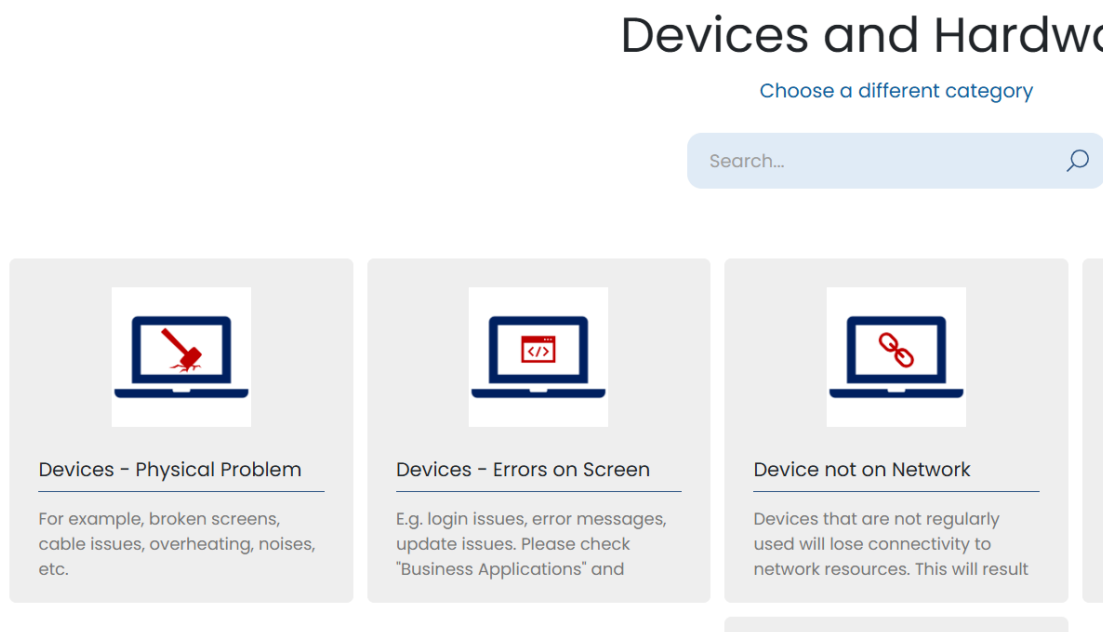 Devices and Hardwa
Choose a different category
Search...
Devices - Physical Problem
For example, broken screens,
cable issues, overheating, noises,
etc.
Devices - Errors on Screen
E.g. login issues, error messages,
update issues. Please check
"Business Applications" and
Device not on Network
Devices that are not regularly
used will lose connectivity to
network resources. This will result